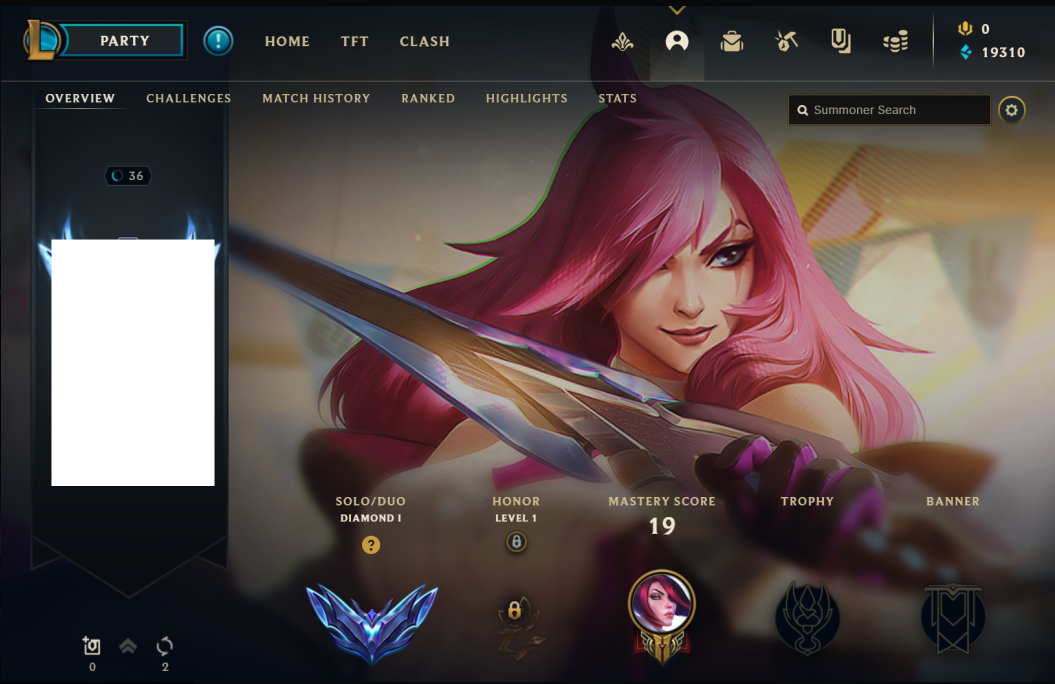 PARTY
!
HOME
TFT
CLASH
0
19310
OVERVIEW
CHALLENGES
MATCH HISTORY
RANKED
HIGHLIGHTS
STATS
Summoner Search
36
SOLO/DUO
DIAMOND I
?
HONOR
LEVEL 1
MASTERY SCORE
19
TROPHY
BANNER
0
2